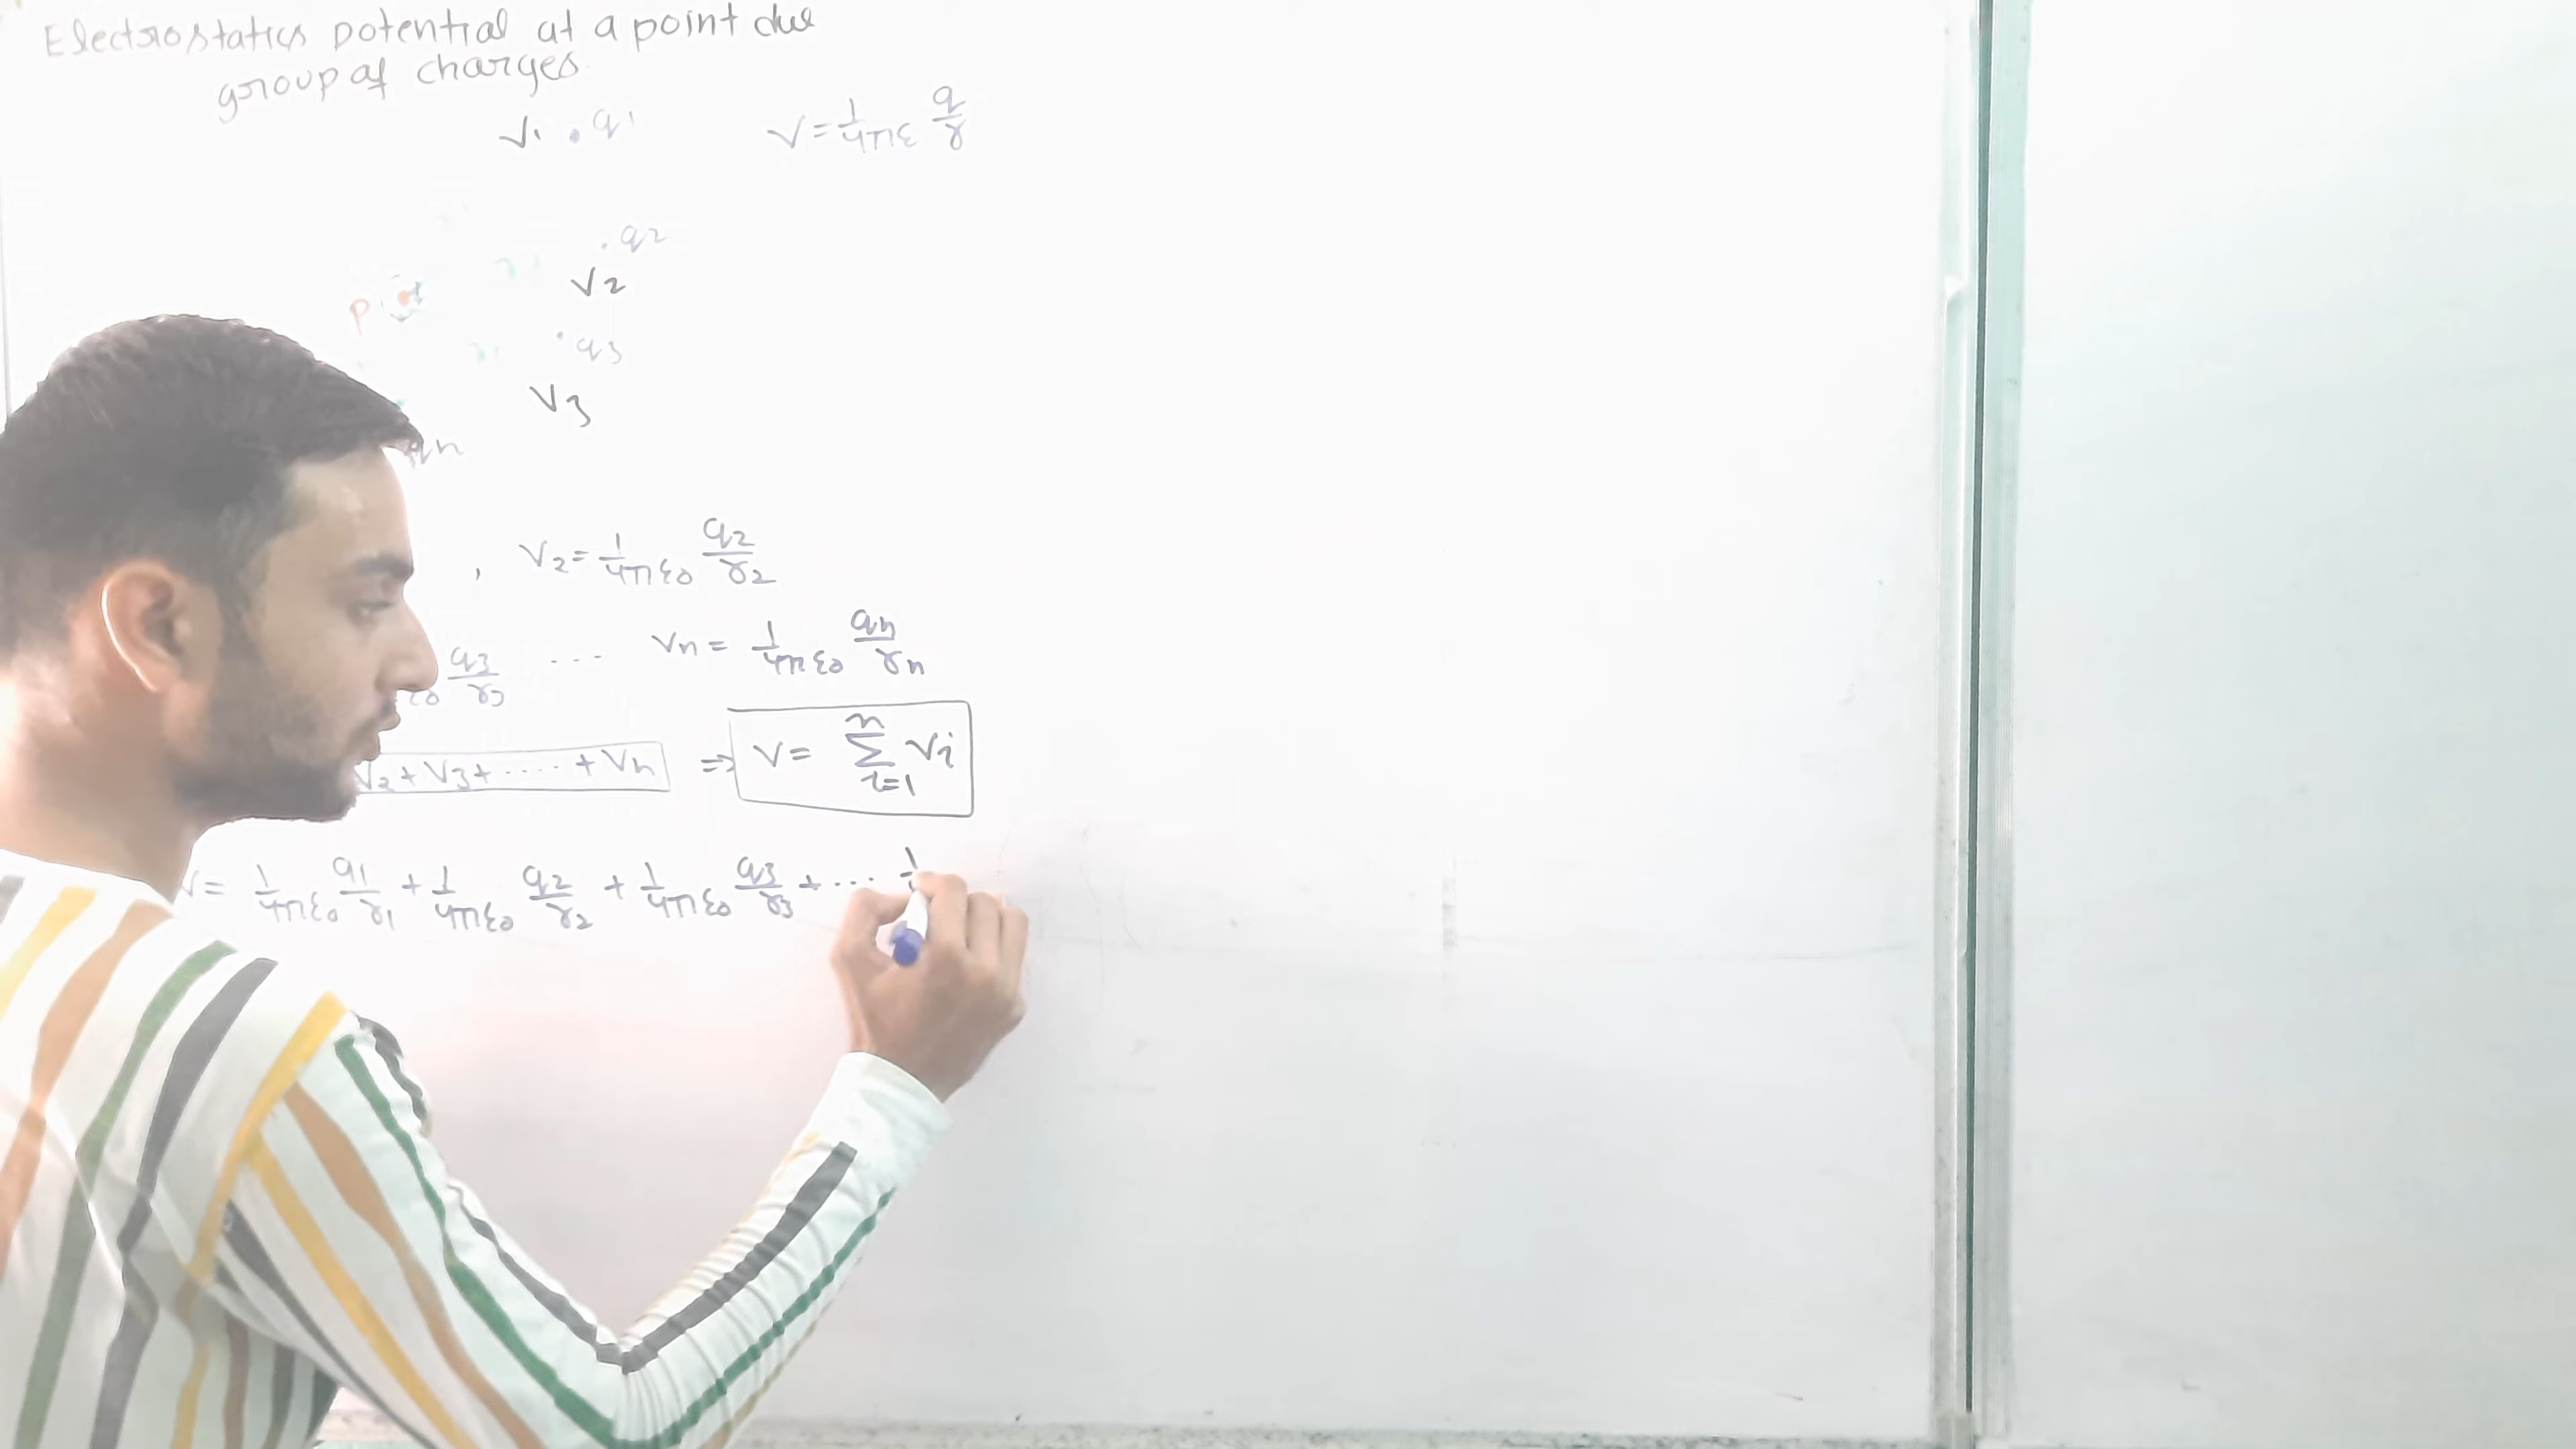 Electrostatics potential at a point due
group of charges
V1 . q1
V = 1/4πε q/r
. q2
V2
P
. q3
V3
qn
, V2 = 1/4πε0 q2/r2
q3/r3 ... Vn = 1/4πε0 qn/rn
V2 + V3 + ..... + Vn ⇒ V = n∑i=1 Vi
V = 1/4πε0 q1/r1 + 1/4πε0 q2/r2 + 1/4πε0 q3/r3 + ... 1